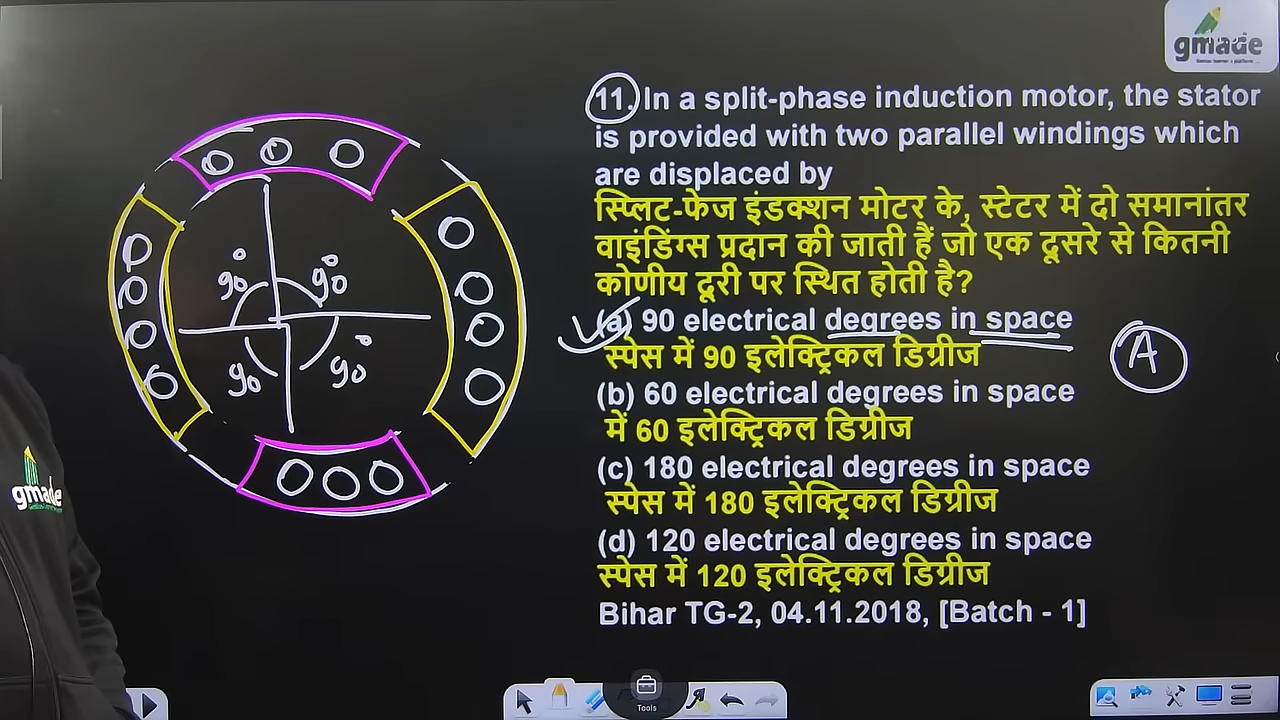 gmade
11. In a split-phase induction motor, the stator
is provided with two parallel windings which
are displaced by
स्प्लिट-फेज इंडक्शन मोटर के, स्टेटर में दो समानांतर
वाइंडिंग्स प्रदान की जाती हैं जो एक दूसरे से कितनी
कोणीय दूरी पर स्थित होती है?
(a) 90 electrical degrees in space
स्पेस में 90 इलेक्ट्रिकल डिग्रीज
A
(b) 60 electrical degrees in space
में 60 इलेक्ट्रिकल डिग्रीज
(c) 180 electrical degrees in space
स्पेस में 180 इलेक्ट्रिकल डिग्रीज
(d) 120 electrical degrees in space
स्पेस में 120 इलेक्ट्रिकल डिग्रीज
Bihar TG-2, 04.11.2018, [Batch - 1]
90° 90°
90 90°
gmade
Tools